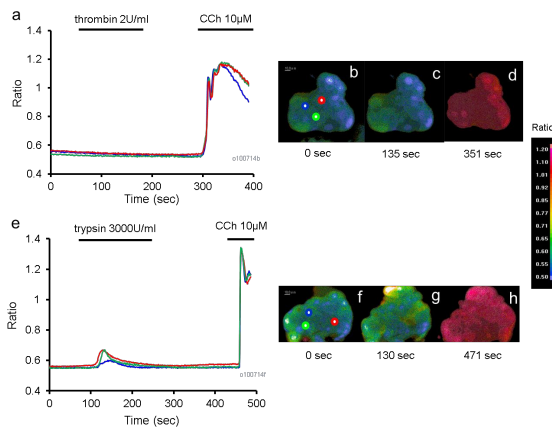 a
thrombin 2U/ml
CCh 10µM
1.4
1.2
1
0.8
0.6
0.4
Ratio
0
100
200
300
400
Time (sec)
o100714b
b
c
d
0 sec
135 sec
351 sec
Ratio
1.20
1.10
1.01
0.92
0.81
0.71
0.65
0.60
0.55
0.50
e
trypsin 3000U/ml
CCh 10µM
1.4
1.2
1
0.8
0.6
0.4
Ratio
0
100
200
300
400
500
Time (sec)
o100714f
f
g
h
0 sec
130 sec
471 sec